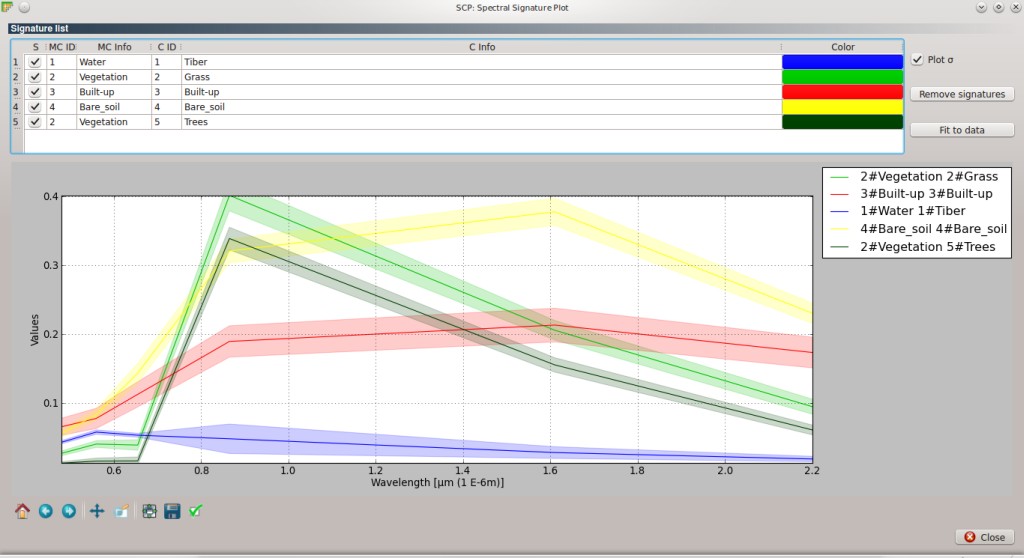 SCP: Spectral Signature Plot
Signature list
S MC ID MC Info C ID C Info Color
1 1 Water 1 Tiber
2 2 Vegetation 2 Grass
3 3 Built-up 3 Built-up
4 4 Bare_soil 4 Bare_soil
5 2 Vegetation 5 Trees
Plot σ
Remove signatures
Fit to data
2#Vegetation 2#Grass
3#Built-up 3#Built-up
1#Water 1#Tiber
4#Bare_soil 4#Bare_soil
2#Vegetation 5#Trees
0.4
0.3
0.2
0.1
Values
0.6 0.8 1.0 1.2 1.4 1.6 1.8 2.0 2.2
Wavelength [µm (1 E-6m)]
Close